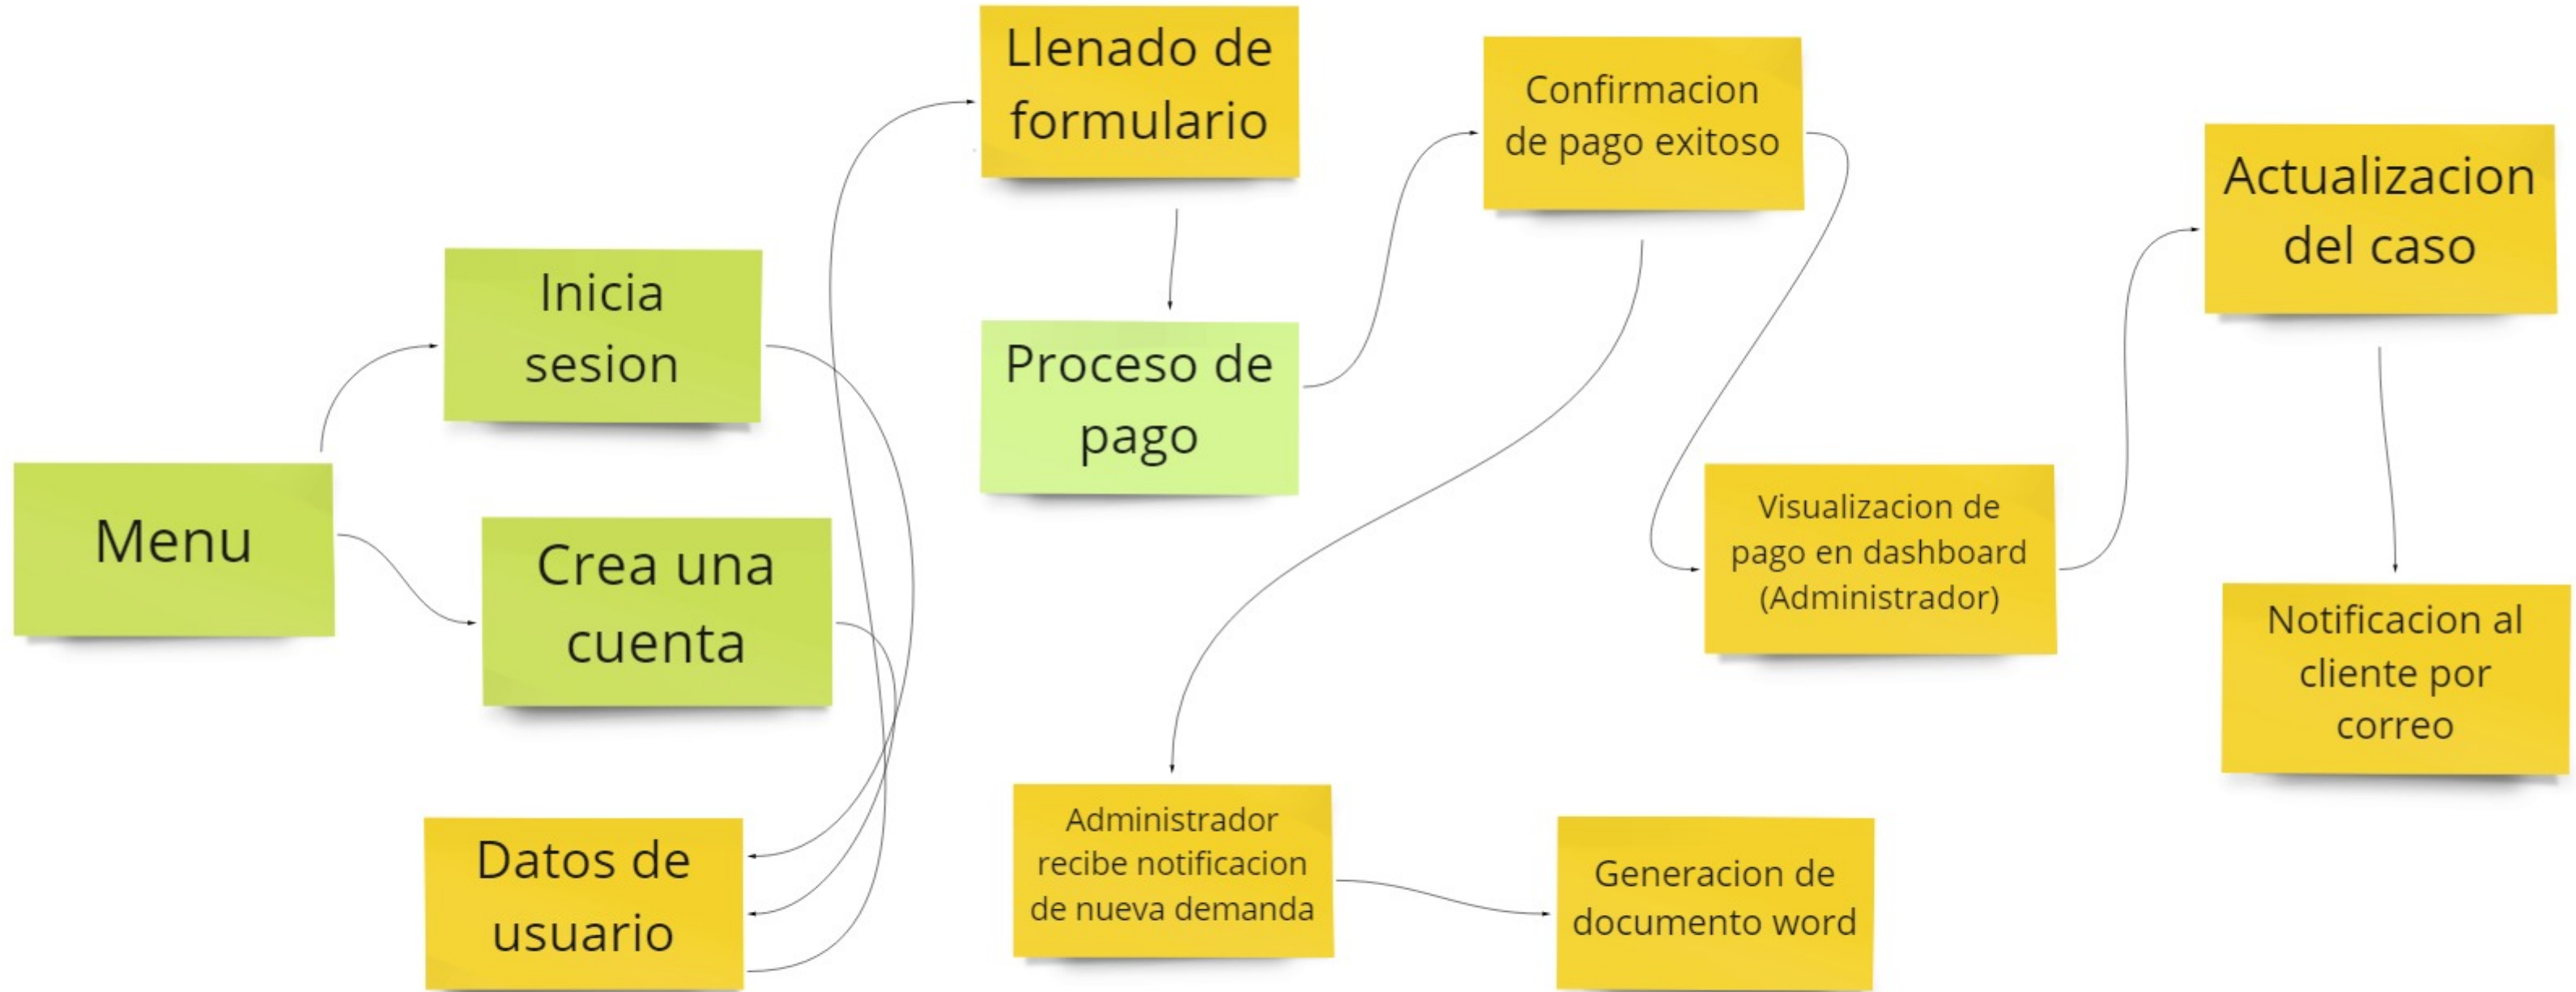 Menu
Inicia
sesion
Crea una
cuenta
Datos de
usuario
Llenado de
formulario
Proceso de
pago
Confirmacion
de pago exitoso
Administrador
recibe notificacion
de nueva demanda
Generacion de
documento word
Visualizacion de
pago en dashboard
(Administrador)
Actualizacion
del caso
Notificacion al
cliente por
correo